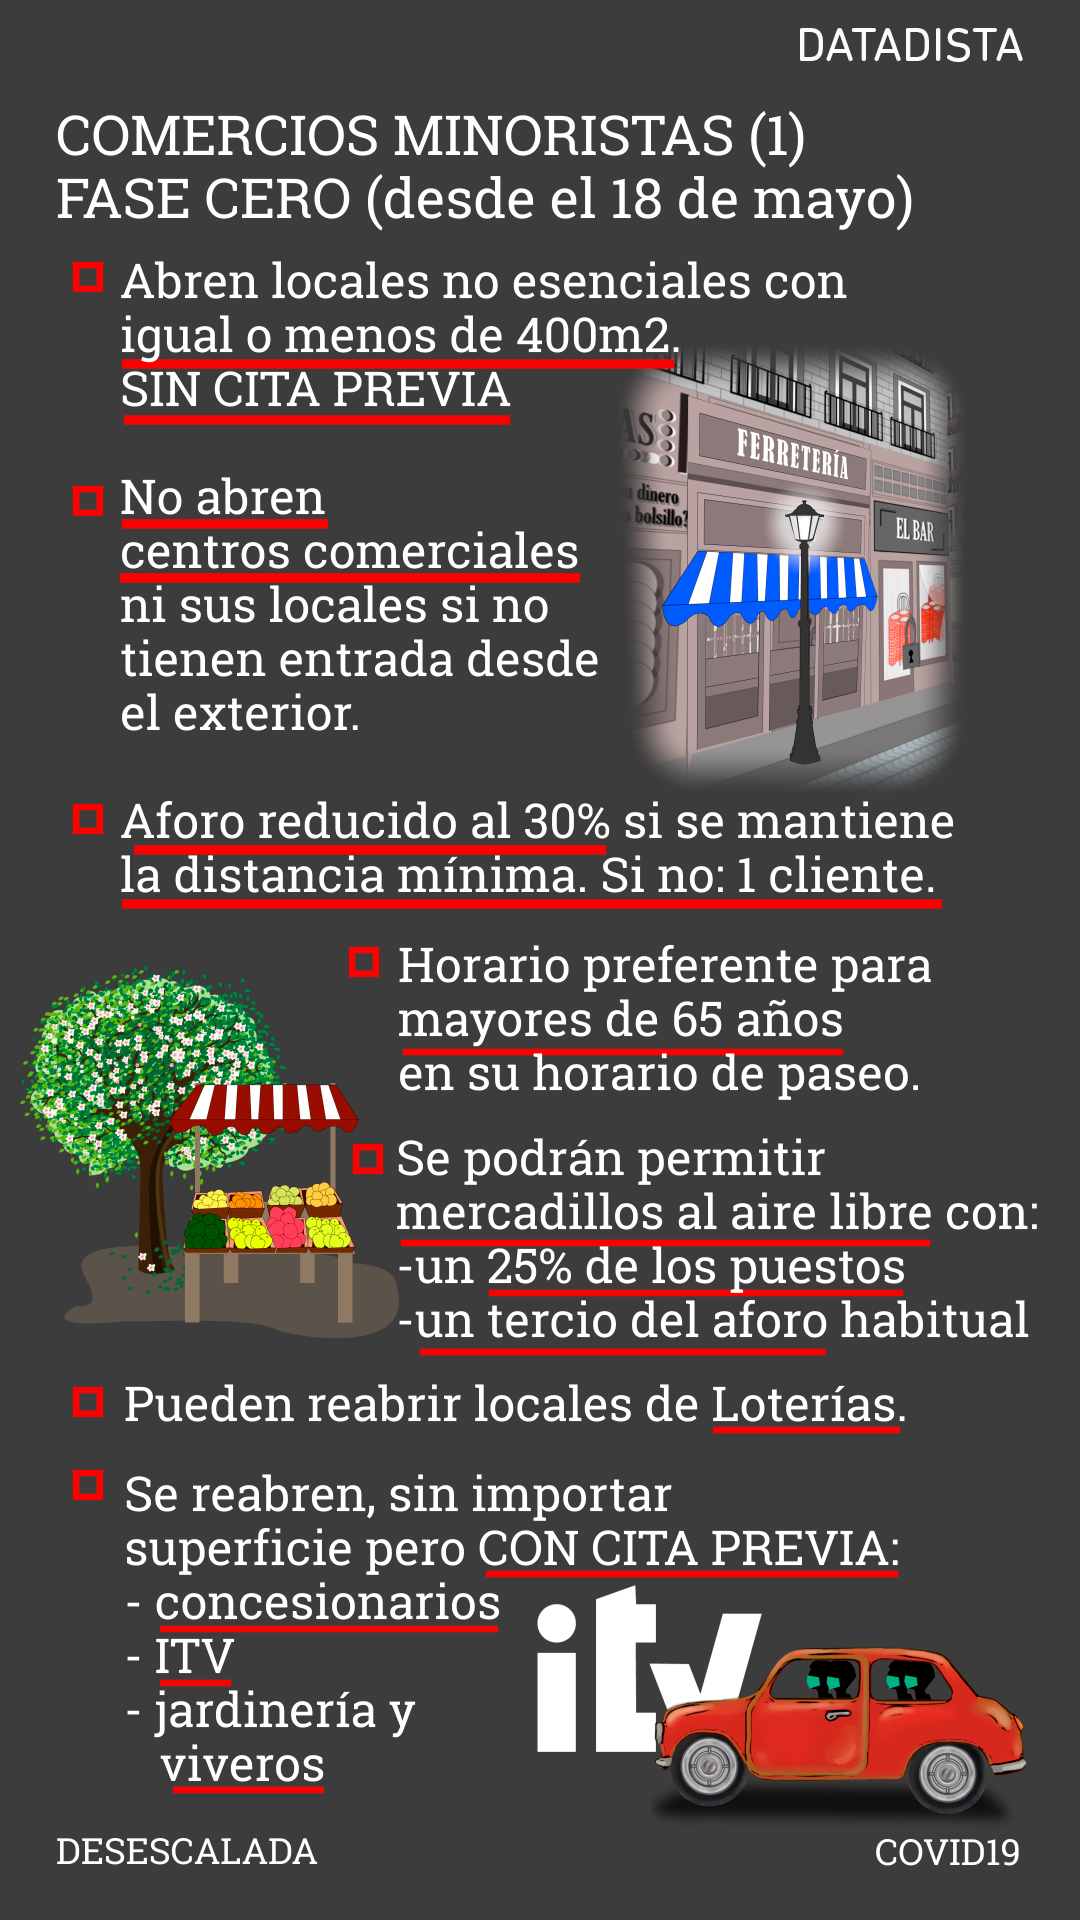 DATADISTA
COMERCIOS MINORISTAS (1)
FASE CERO (desde el 18 de mayo)
Abren locales no esenciales con
igual o menos de 400m2.
SIN CITA PREVIA
AS
FERRETERÍA
dinero
bolsillo?
EL BAR
No abren
centros comerciales
ni sus locales si no
tienen entrada desde
el exterior.
Aforo reducido al 30% si se mantiene
la distancia mínima. Si no: 1 cliente.
Horario preferente para
mayores de 65 años
en su horario de paseo.
Se podrán permitir
mercadillos al aire libre con:
-un 25% de los puestos
-un tercio del aforo habitual
Pueden reabrir locales de Loterías.
Se reabren, sin importar
superficie pero CON CITA PREVIA:
- concesionarios
- ITV
- jardinería y
viveros
itv
DESESCALADA
COVID19